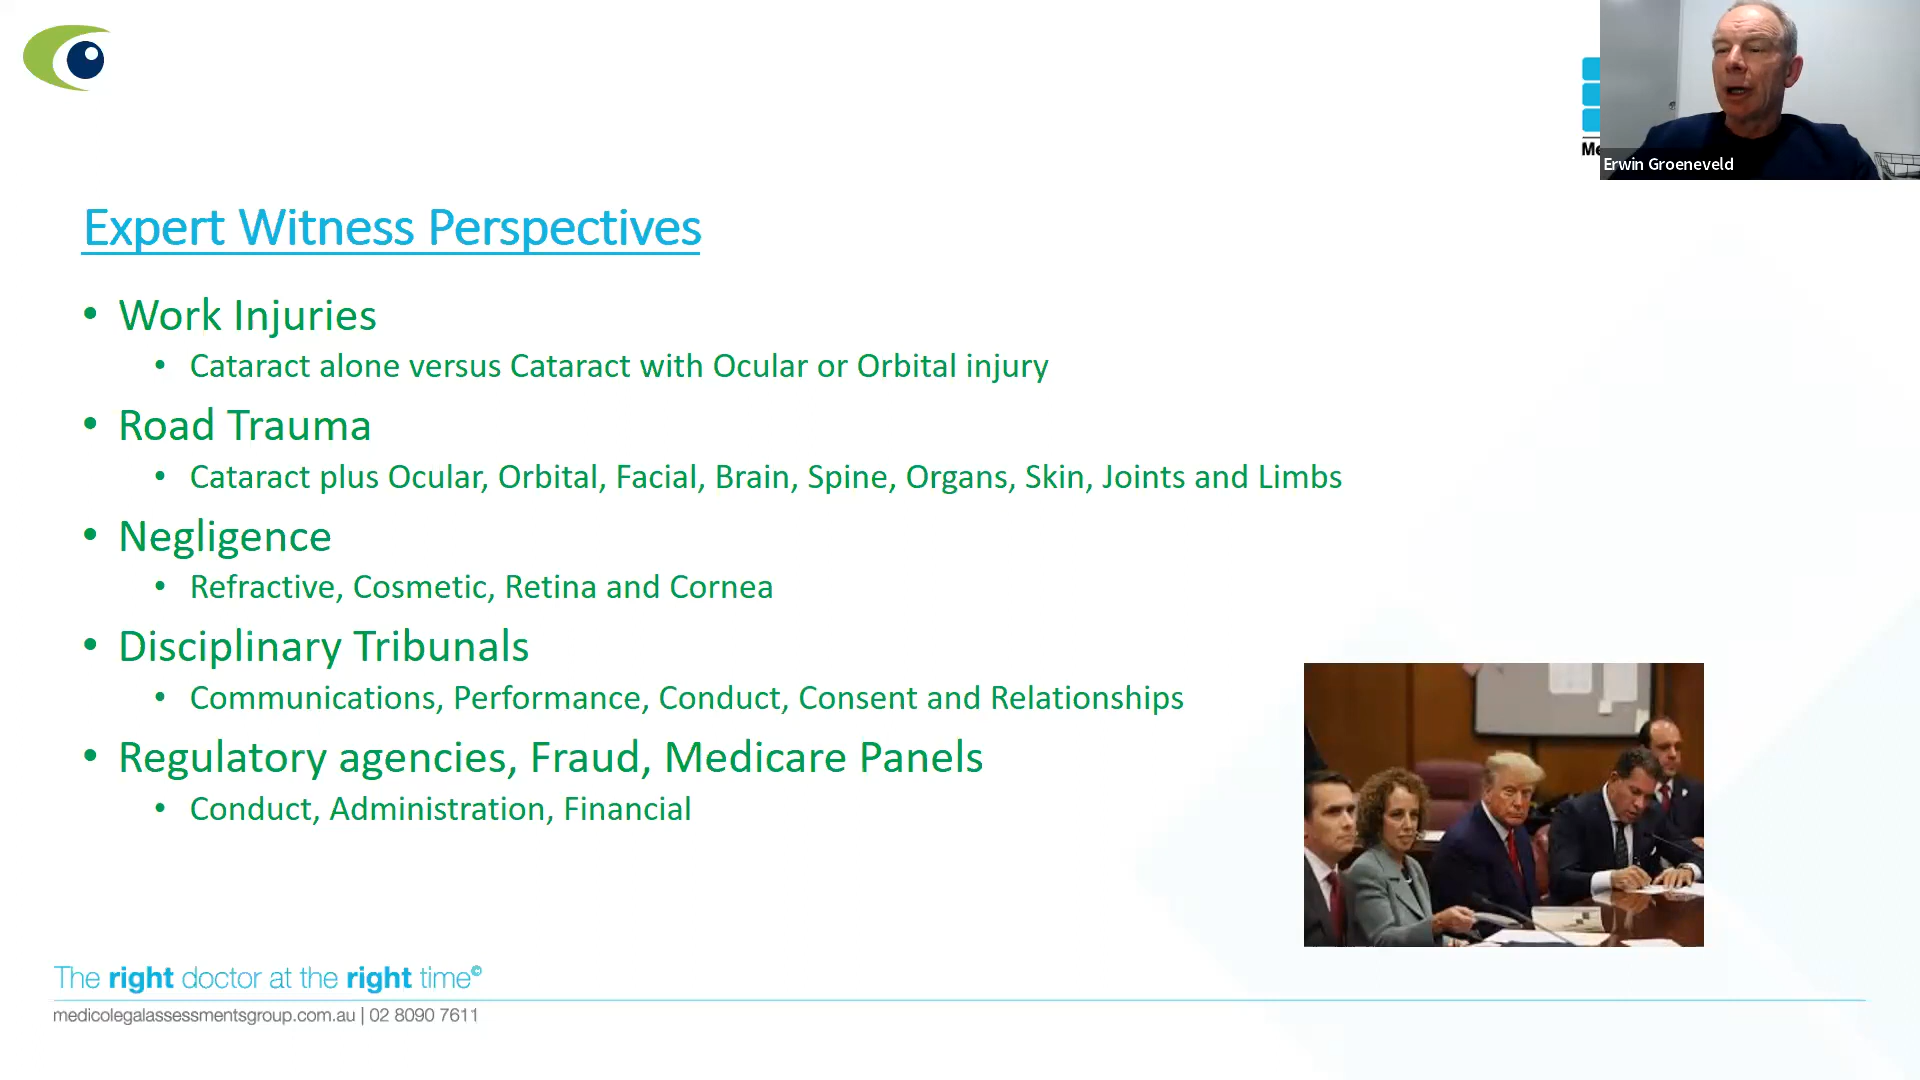 Me
Erwin Groeneveld
Expert Witness Perspectives
• Work Injuries
• Cataract alone versus Cataract with Ocular or Orbital injury
• Road Trauma
• Cataract plus Ocular, Orbital, Facial, Brain, Spine, Organs, Skin, Joints and Limbs
• Negligence
• Refractive, Cosmetic, Retina and Cornea
• Disciplinary Tribunals
• Communications, Performance, Conduct, Consent and Relationships
• Regulatory agencies, Fraud, Medicare Panels
• Conduct, Administration, Financial
The right doctor at the right time©
medicolegalassessmentsgroup.com.au | 02 8090 7611